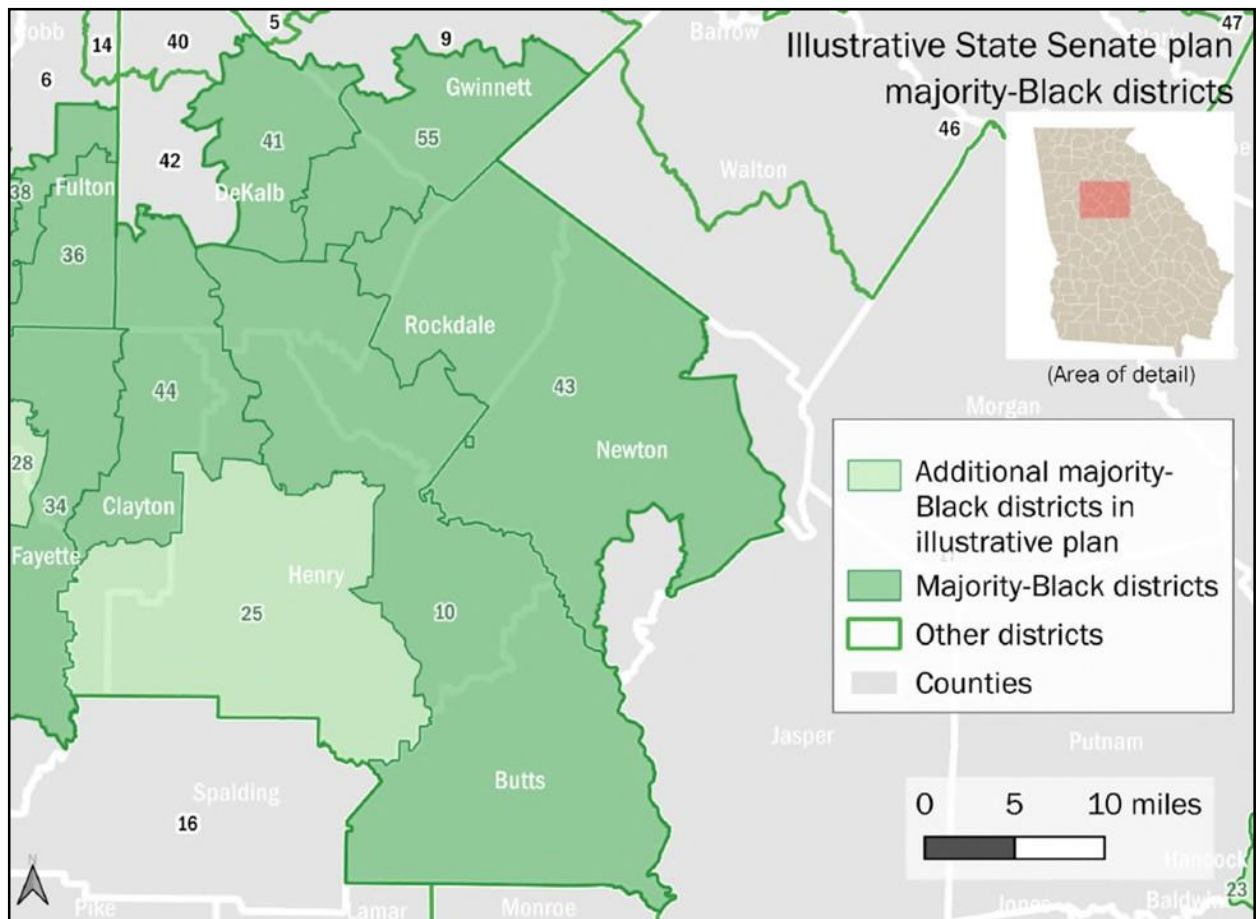 Illustrative State Senate plan
majority-Black districts
(Area of detail)
Additional majority-
Black districts in
illustrative plan
Majority-Black districts
Other districts
Counties
0 5 10 miles
N
14
40
5
9
Barrow
47
6
Gwinnett
41
55
46
42
Walton
38
Fulton
DeKalb
36
Rockdale
44
43
Morgan
28
Newton
34
Clayton
Fayette
Henry
25
10
Jasper
Putnam
Butts
Spalding
16
Hancock
23
Pike
Lamar
Monroe
Jones